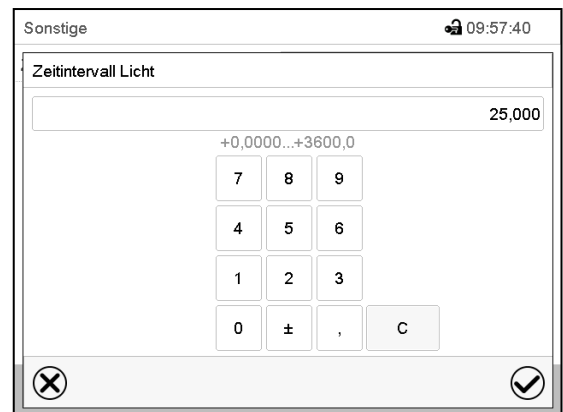 Sonstige 09:57:40
Zeitintervall Licht
25,000
+0,0000...+3600,0
7 8 9
4 5 6
1 2 3
0 ± , C